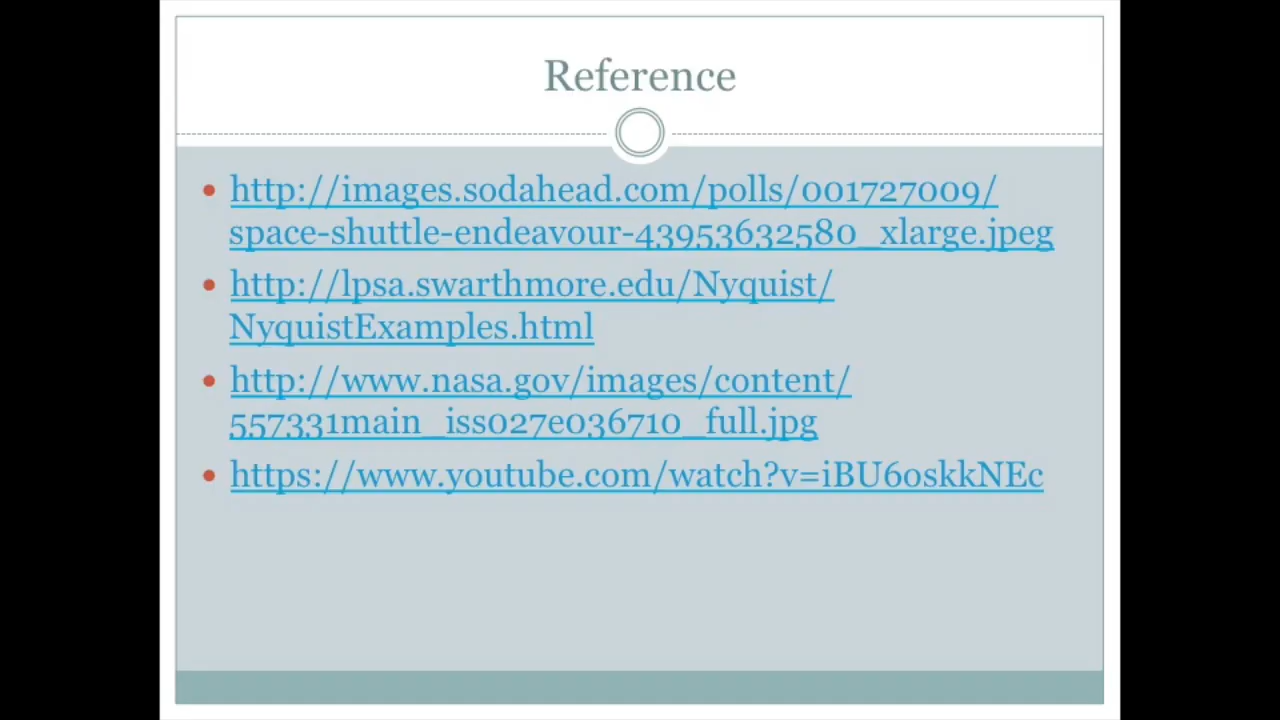 Reference
http://images.sodahead.com/polls/001727009/
space-shuttle-endeavour-43953632580_xlarge.jpeg
http://lpsa.swarthmore.edu/Nyquist/
NyquistExamples.html
http://www.nasa.gov/images/content/
557331main_iss027e036710_full.jpg
https://www.youtube.com/watch?v=iBU6oskkNEc